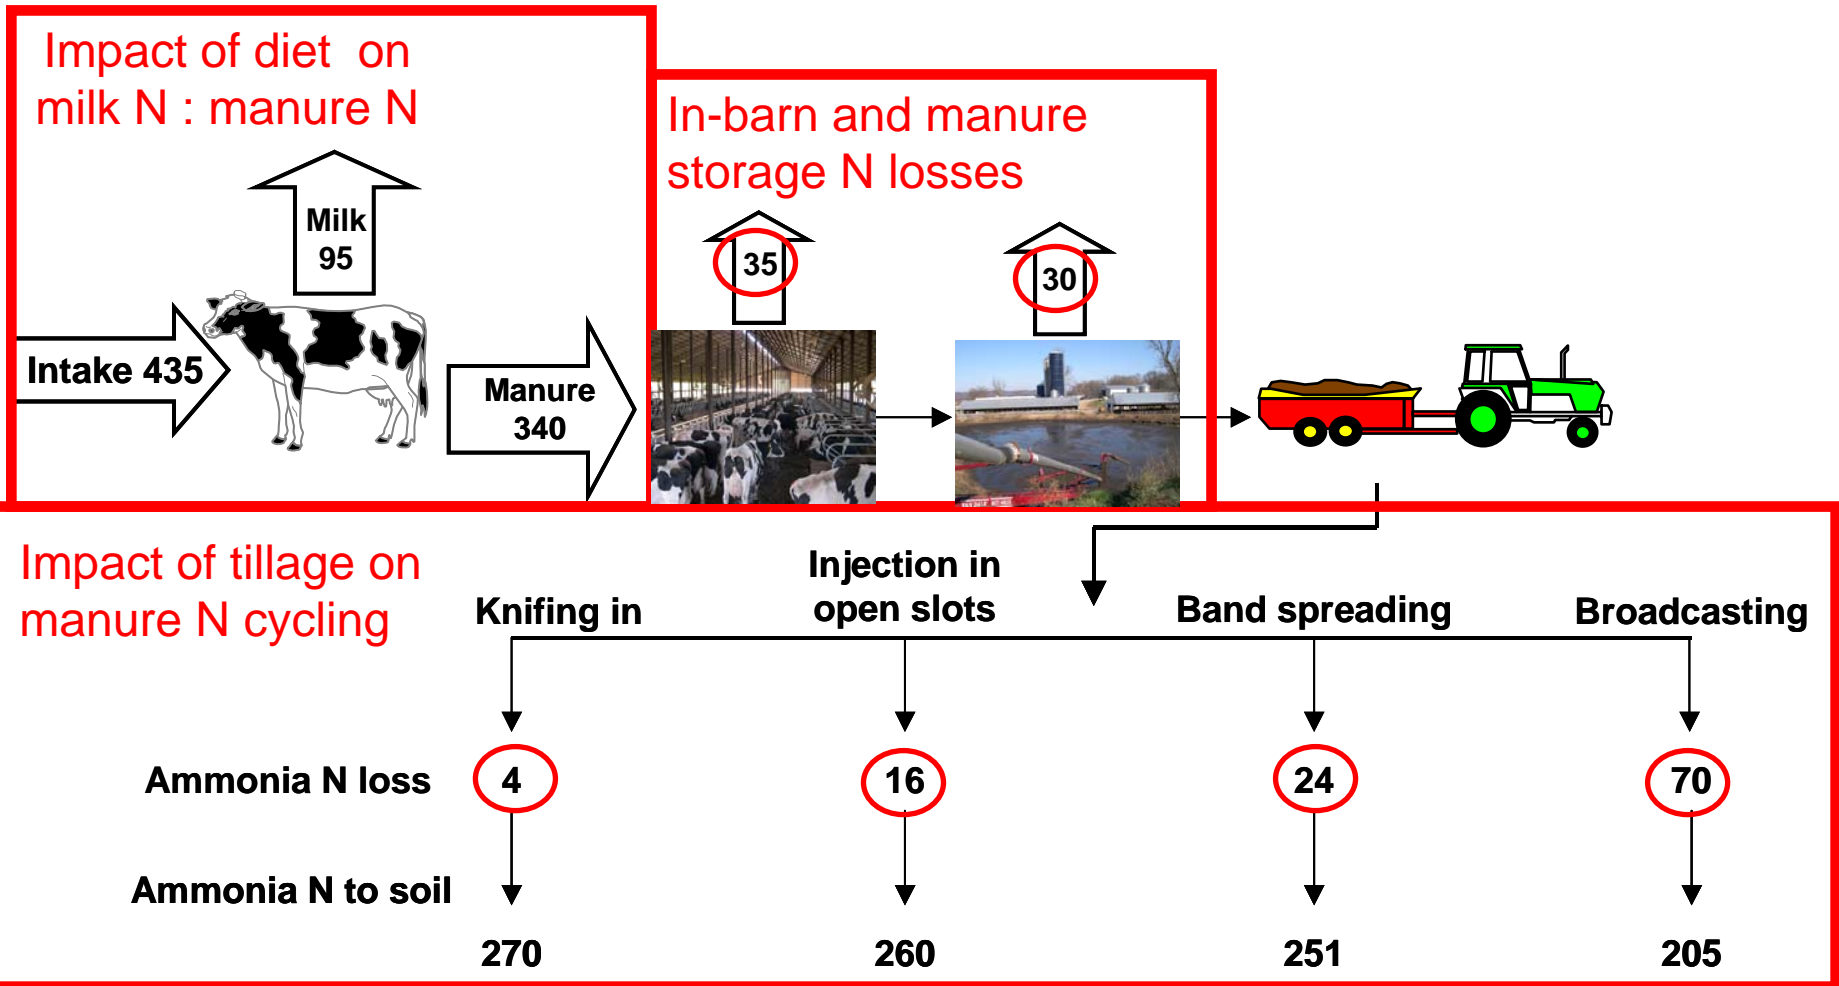 Impact of diet on
milk N : manure N
Milk
95
Intake 435
Manure
340
In-barn and manure
storage N losses
35
30
Impact of tillage on
manure N cycling
Knifing in
Injection in
open slots
Band spreading
Broadcasting
Ammonia N loss
4
16
24
70
Ammonia N to soil
270
260
251
205